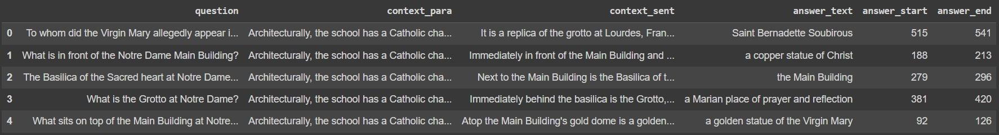 question context_para context_sent answer_text answer_start answer_end
0 To whom did the Virgin Mary allegedly appear i... Architecturally, the school has a Catholic cha... It is a replica of the grotto at Lourdes, Fran... Saint Bernadette Soubirous 515 541
1 What is in front of the Notre Dame Main Building? Architecturally, the school has a Catholic cha... Immediately in front of the Main Building and ... a copper statue of Christ 188 213
2 The Basilica of the Sacred heart at Notre Dame... Architecturally, the school has a Catholic cha... Next to the Main Building is the Basilica of t... the Main Building 279 296
3 What is the Grotto at Notre Dame? Architecturally, the school has a Catholic cha... Immediately behind the basilica is the Grotto,... a Marian place of prayer and reflection 381 420
4 What sits on top of the Main Building at Notre... Architecturally, the school has a Catholic cha... Atop the Main Building's gold dome is a golden... a golden statue of the Virgin Mary 92 126